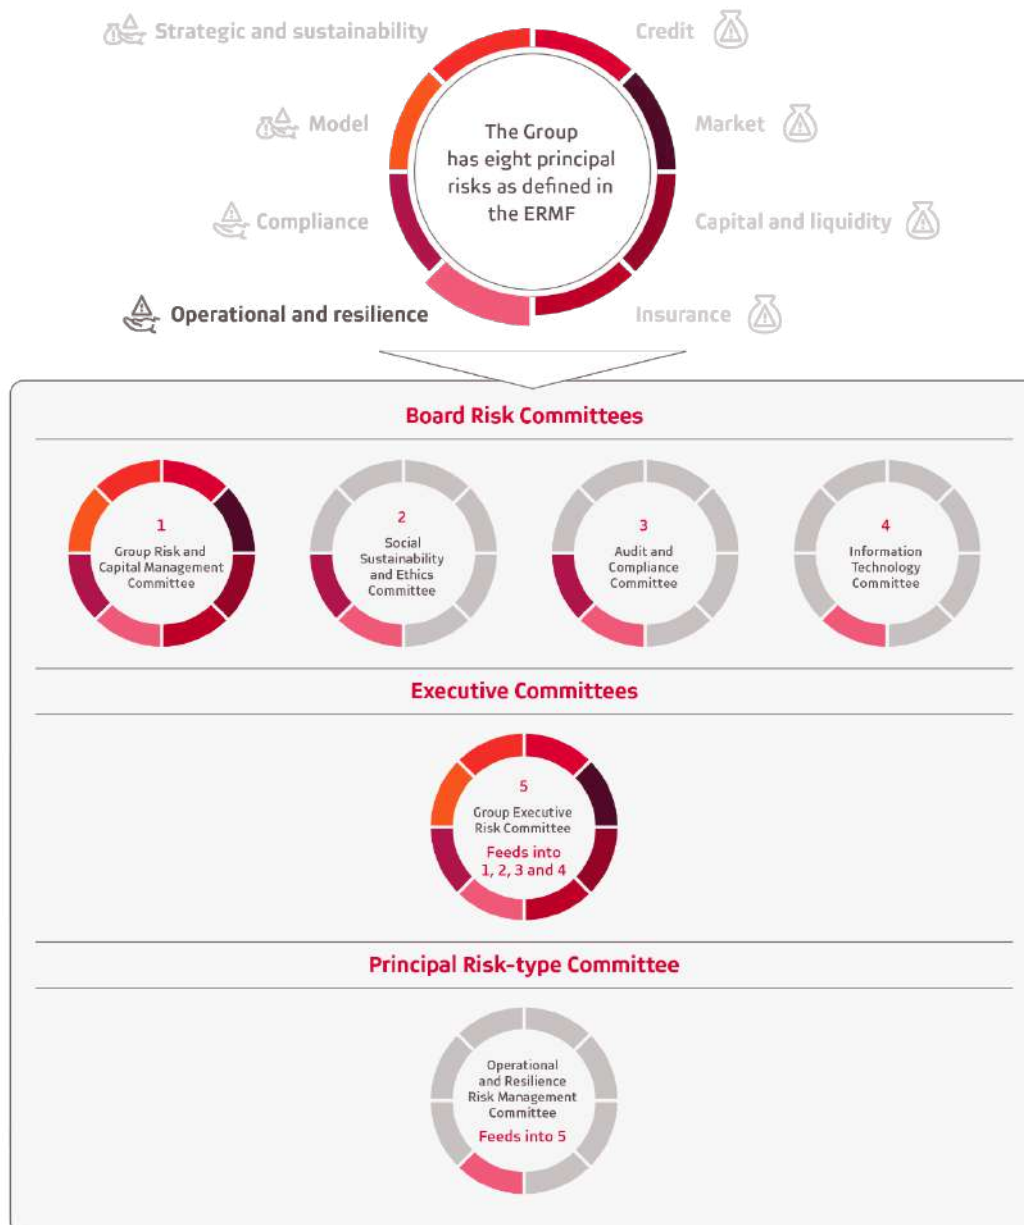 Strategic and sustainability
Credit
Model
Market
The Group
has eight principal
risks as defined in
the ERMF
Compliance
Capital and liquidity
Operational and resilience
Insurance
Board Risk Committees
1
Group Risk and
Capital Management
Committee
2
Social
Sustainability
and Ethics
Committee
3
Audit and
Compliance
Committee
4
Information
Technology
Committee
Executive Committees
5
Group Executive
Risk Committee
Feeds into
1, 2, 3 and 4
Principal Risk-type Committee
Operational
and Resilience
Risk Management
Committee
Feeds into 5